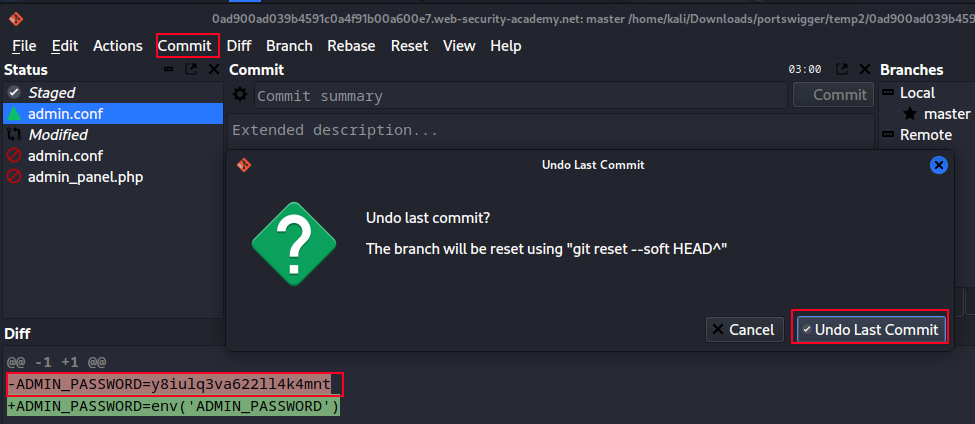 0ad900ad039b4591c0a4f91b00a600e7.web-security-academy.net: master /home/kali/Downloads/portswigger/temp2/0ad900ad039b459
File Edit Actions Commit Diff Branch Rebase Reset View Help
Status
Commit
03:00
Branches
Staged
Commit summary
Commit
Local
admin.conf
master
Extended description...
Modified
Remote
admin.conf
Undo Last Commit
admin_panel.php
Undo last commit?
The branch will be reset using "git reset --soft HEAD^"
Cancel
Undo Last Commit
Diff
@@ -1 +1 @@
-ADMIN_PASSWORD=y8iulq3va622ll4k4mnt
+ADMIN_PASSWORD=env('ADMIN_PASSWORD')